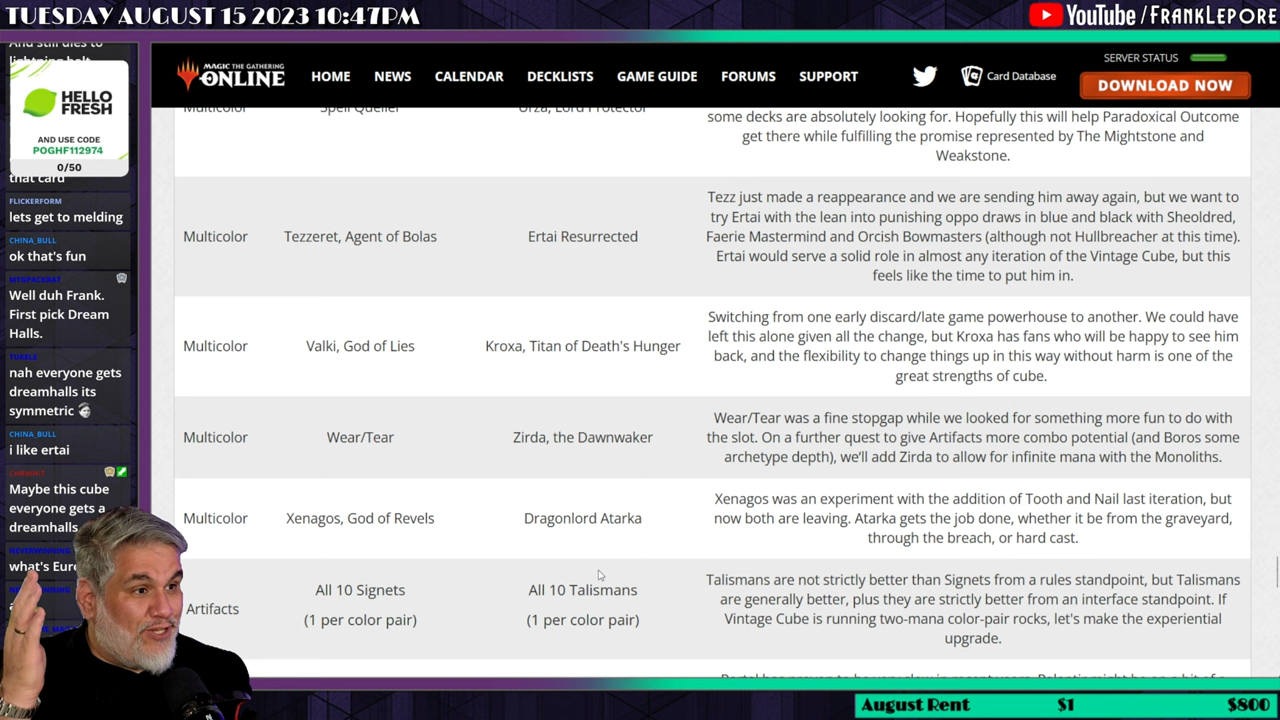 TUESDAY AUGUST 15 2023 10:47PM
YouTube /FRANKLEPORE
And still dies to
lightning bolt
HELLO
FRESH
AND USE CODE
POGHF112974
0/50
that card
FLICKERFORM
lets get to melding
CHINA_BULL
ok that's fun
MTGPACKRAT
Well duh Frank.
First pick Dream
Halls.
nah everyone gets
dreamhalls its
symmetric
CHINA_BULL
i like ertai
Maybe this cube
everyone gets a
dreamhalls
NEVERWINNING
what's Eure
MAGIC THE GATHERING
ONLINE
HOME
NEWS
CALENDAR
DECKLISTS
GAME GUIDE
FORUMS
SUPPORT
Card Database
SERVER STATUS
DOWNLOAD NOW
Multicolor
Spell Queller
Urza, Lord Protector
some decks are absolutely looking for. Hopefully this will help Paradoxical Outcome
get there while fulfilling the promise represented by The Mightstone and
Weakstone.
Multicolor
Tezzeret, Agent of Bolas
Ertai Resurrected
Tezz just made a reappearance and we are sending him away again, but we want to
try Ertai with the lean into punishing oppo draws in blue and black with Sheoldred,
Faerie Mastermind and Orcish Bowmasters (although not Hullbreacher at this time).
Ertai would serve a solid role in almost any iteration of the Vintage Cube, but this
feels like the time to put him in.
Multicolor
Valki, God of Lies
Kroxa, Titan of Death's Hunger
Switching from one early discard/late game powerhouse to another. We could have
left this alone given all the change, but Kroxa has fans who will be happy to see him
back, and the flexibility to change things up in this way without harm is one of the
great strengths of cube.
Multicolor
Wear/Tear
Zirda, the Dawnwaker
Wear/Tear was a fine stopgap while we looked for something more fun to do with
the slot. On a further quest to give Artifacts more combo potential (and Boros some
archetype depth), we'll add Zirda to allow for infinite mana with the Monoliths.
Multicolor
Xenagos, God of Revels
Dragonlord Atarka
Xenagos was an experiment with the addition of Tooth and Nail last iteration, but
now both are leaving. Atarka gets the job done, whether it be from the graveyard,
through the breach, or hard cast.
Artifacts
All 10 Signets
(1 per color pair)
All 10 Talismans
(1 per color pair)
Talismans are not strictly better than Signets from a rules standpoint, but Talismans
are generally better, plus they are strictly better from an interface standpoint. If
Vintage Cube is running two-mana color-pair rocks, let's make the experiential
upgrade.
August Rent
$1
$800